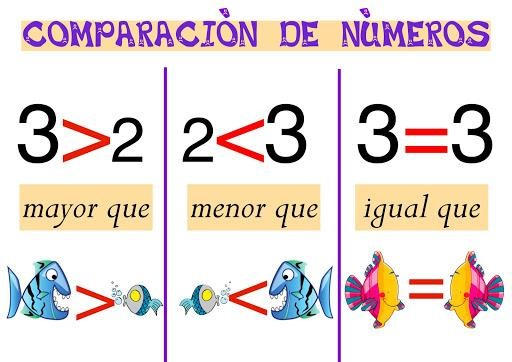 COMPARACIÒN DE NÙMEROS
3>2
mayor que
>
2<3
menor que
<
3=3
igual que
=